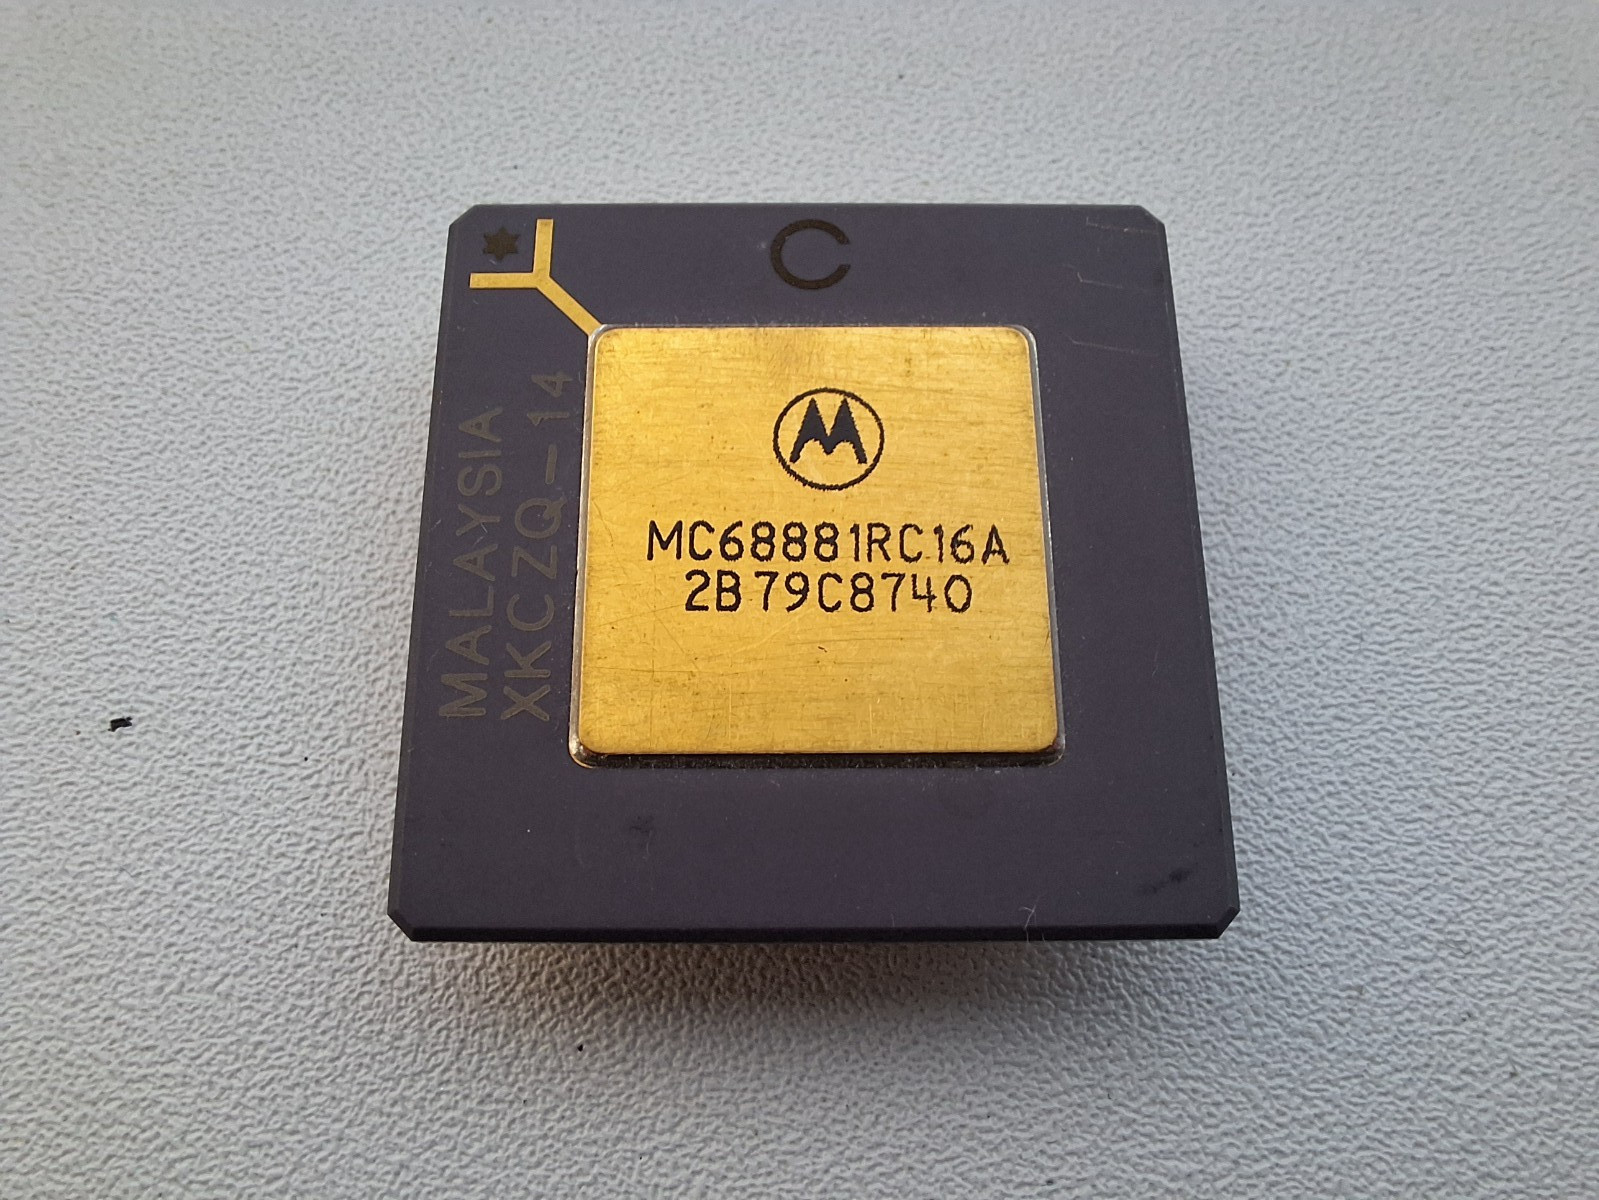 C
MC68881RC16A
2B79C8740
MALAYSIA
XKCZQ-14